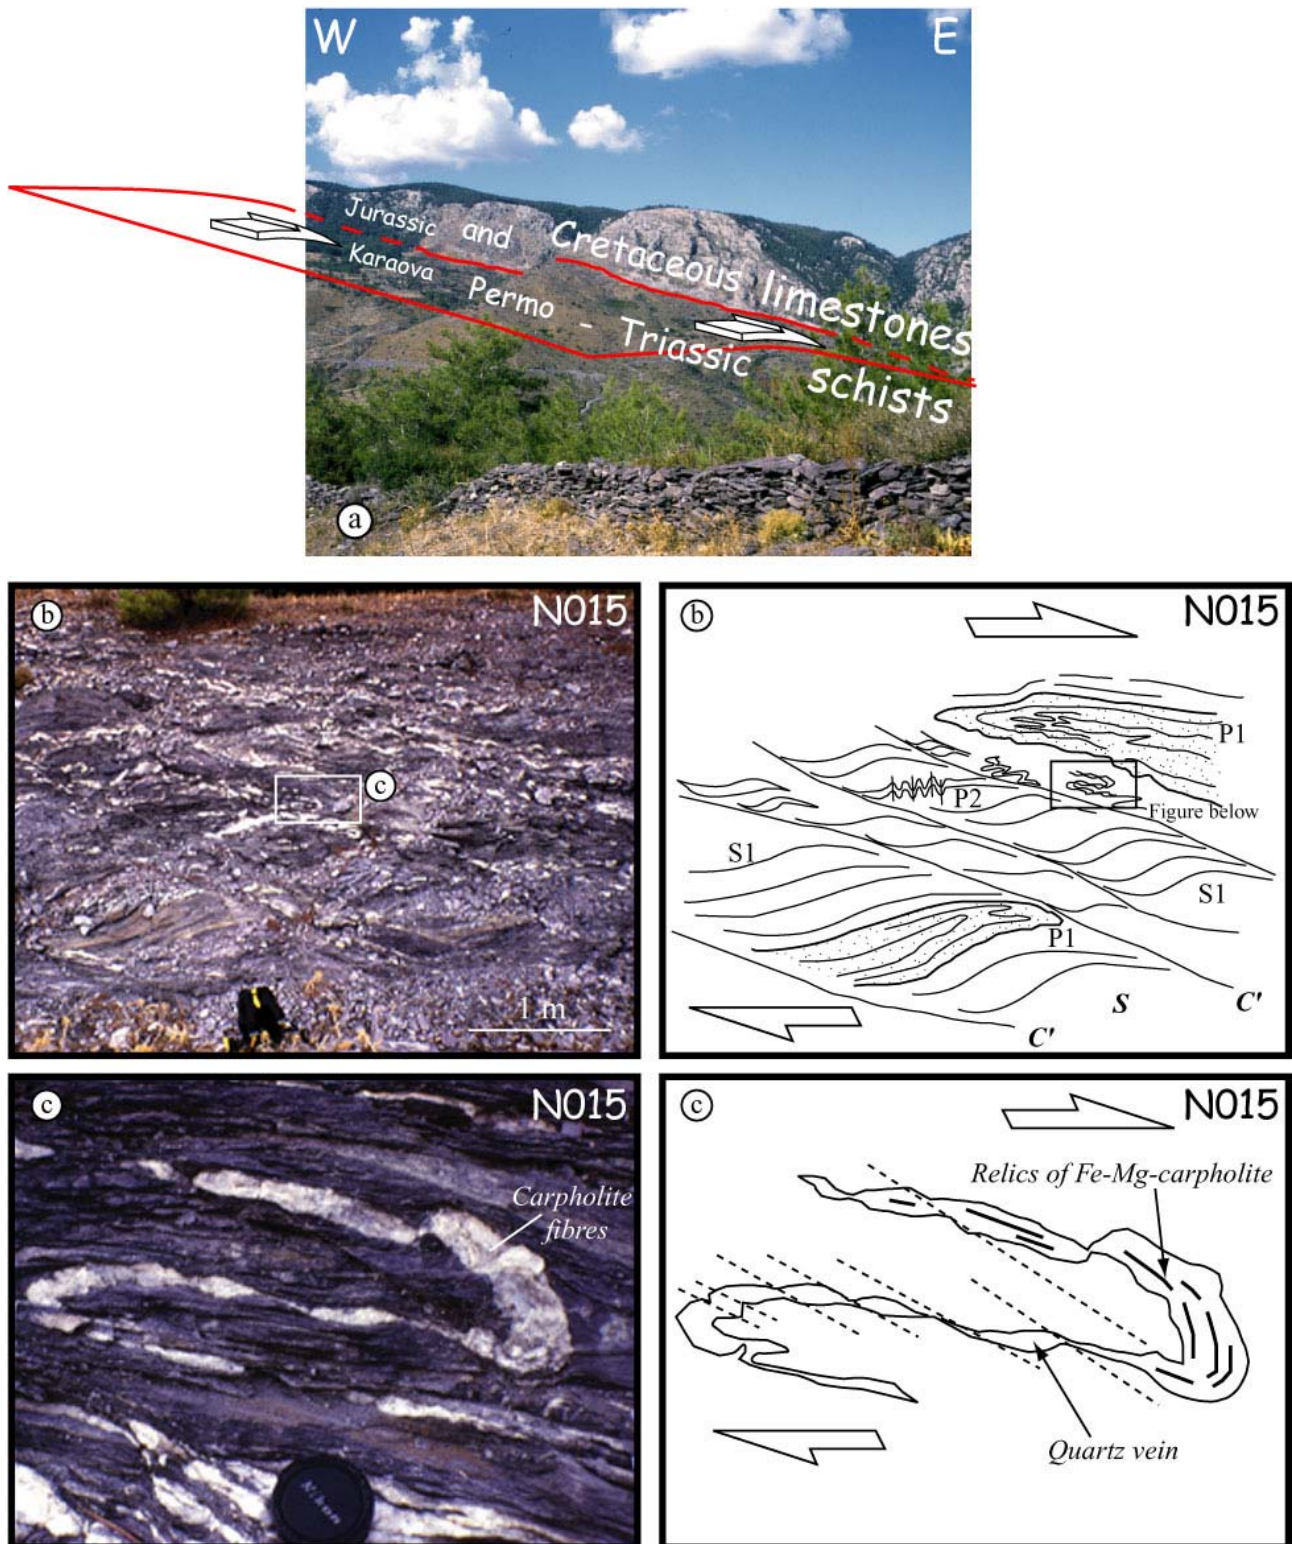 W
E
Jurassic and Cretaceous limestones
Karaova Permo - Triassic schists
a
b
N015
c
1 m
b
N015
P1
P2
Figure below
S1
S1
P1
S
C'
C'
c
N015
Carpholite
fibres
Nikon
c
N015
Relics of Fe-Mg-carpholite
Quartz vein